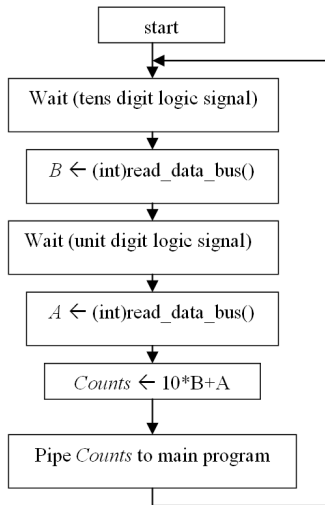 start
Wait (tens digit logic signal)
B ← (int)read_data_bus()
Wait (unit digit logic signal)
A ← (int)read_data_bus()
Counts ← 10*B+A
Pipe Counts to main program